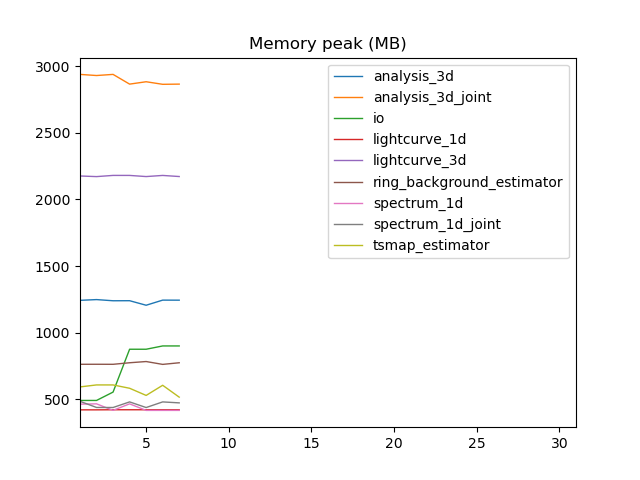 Memory peak (MB)
3000
2500
2000
1500
1000
500
analysis_3d
analysis_3d_joint
io
lightcurve_1d
lightcurve_3d
ring_background_estimator
spectrum_1d
spectrum_1d_joint
tsmap_estimator
5 10 15 20 25 30